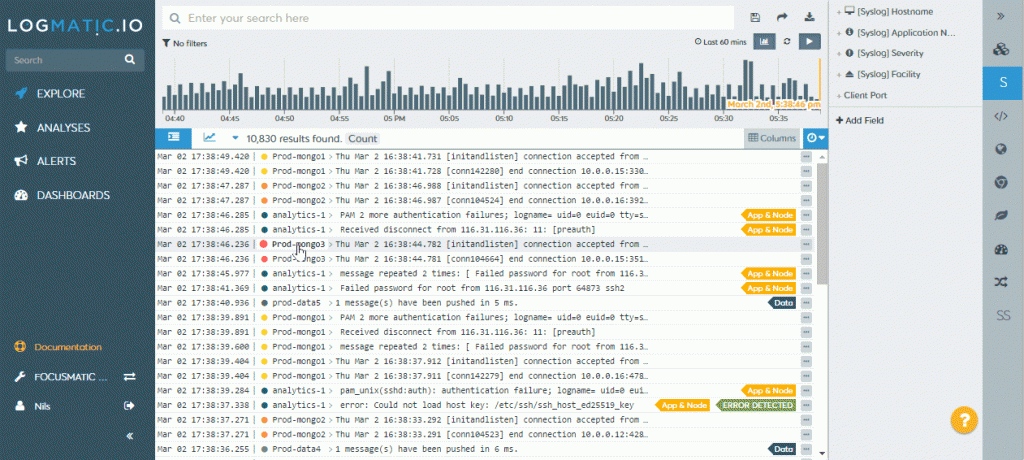 LOGMATIC.IO
Search
EXPLORE
ANALYSES
ALERTS
DASHBOARDS
Documentation
FOCUSMATIC ...
Nils
Enter your search here
No filters
Last 60 mins
March 2nd, 5:38:46 pm
04:40 04:45 04:50 04:55 05 PM 05:05 05:10 05:15 05:20 05:25 05:30 05:35
10,830 results found. Count
Columns
Mar 02 17:38:49.420 Prod-mongo1 > Thu Mar 2 16:38:41.731 [initandlisten] connection accepted from …
Mar 02 17:38:49.420 Prod-mongo1 > Thu Mar 2 16:38:41.728 [conn142280] end connection 10.0.0.15:330…
Mar 02 17:38:47.287 Prod-mongo2 > Thu Mar 2 16:38:46.988 [initandlisten] connection accepted from …
Mar 02 17:38:47.287 Prod-mongo2 > Thu Mar 2 16:38:46.987 [conn104524] end connection 10.0.0.16:392…
Mar 02 17:38:46.285 analytics-1 > PAM 2 more authentication failures; logname= uid=0 euid=0 tty=s… App & Node
Mar 02 17:38:46.285 analytics-1 > Received disconnect from 116.31.116.36: 11: [preauth] App & Node
Mar 02 17:38:46.236 Prod-mongo3 > Thu Mar 2 16:38:44.782 [initandlisten] connection accepted from …
Mar 02 17:38:46.236 Prod-mongo3 > Thu Mar 2 16:38:44.781 [conn104664] end connection 10.0.0.15:351…
Mar 02 17:38:45.977 analytics-1 > message repeated 2 times: [ Failed password for root from 116.3… App & Node
Mar 02 17:38:41.369 analytics-1 > Failed password for root from 116.31.116.36 port 64873 ssh2 App & Node
Mar 02 17:38:40.936 prod-data5 > 1 message(s) have been pushed in 5 ms. Data
Mar 02 17:38:39.891 Prod-mongo1 > PAM 2 more authentication failures; logname= uid=0 euid=0 tty=s…
Mar 02 17:38:39.891 Prod-mongo1 > Received disconnect from 116.31.116.36: 11: [preauth]
Mar 02 17:38:39.600 Prod-mongo1 > message repeated 2 times: [ Failed password for root from 116.3…
Mar 02 17:38:39.404 Prod-mongo1 > Thu Mar 2 16:38:37.912 [initandlisten] connection accepted from …
Mar 02 17:38:39.404 Prod-mongo1 > Thu Mar 2 16:38:37.911 [conn142279] end connection 10.0.0.16:478…
Mar 02 17:38:39.284 analytics-1 > pam_unix(sshd:auth): authentication failure; logname= uid=0 eui… App & Node
Mar 02 17:38:37.338 analytics-1 > error: Could not load host key: /etc/ssh/ssh_host_ed25519_key App & Node ERROR DETECTED
Mar 02 17:38:37.271 Prod-mongo2 > Thu Mar 2 16:38:33.292 [initandlisten] connection accepted from …
Mar 02 17:38:37.271 Prod-mongo2 > Thu Mar 2 16:38:33.292 [conn104523] end connection 10.0.0.12:428…
Mar 02 17:38:36.255 Prod-data4 > 1 message(s) have been pushed in 6 ms. Data
+ [Syslog] Hostname
+ [Syslog] Application N...
+ [Syslog] Severity
+ [Syslog] Facility
+ Client Port
+ Add Field
S
SS
?